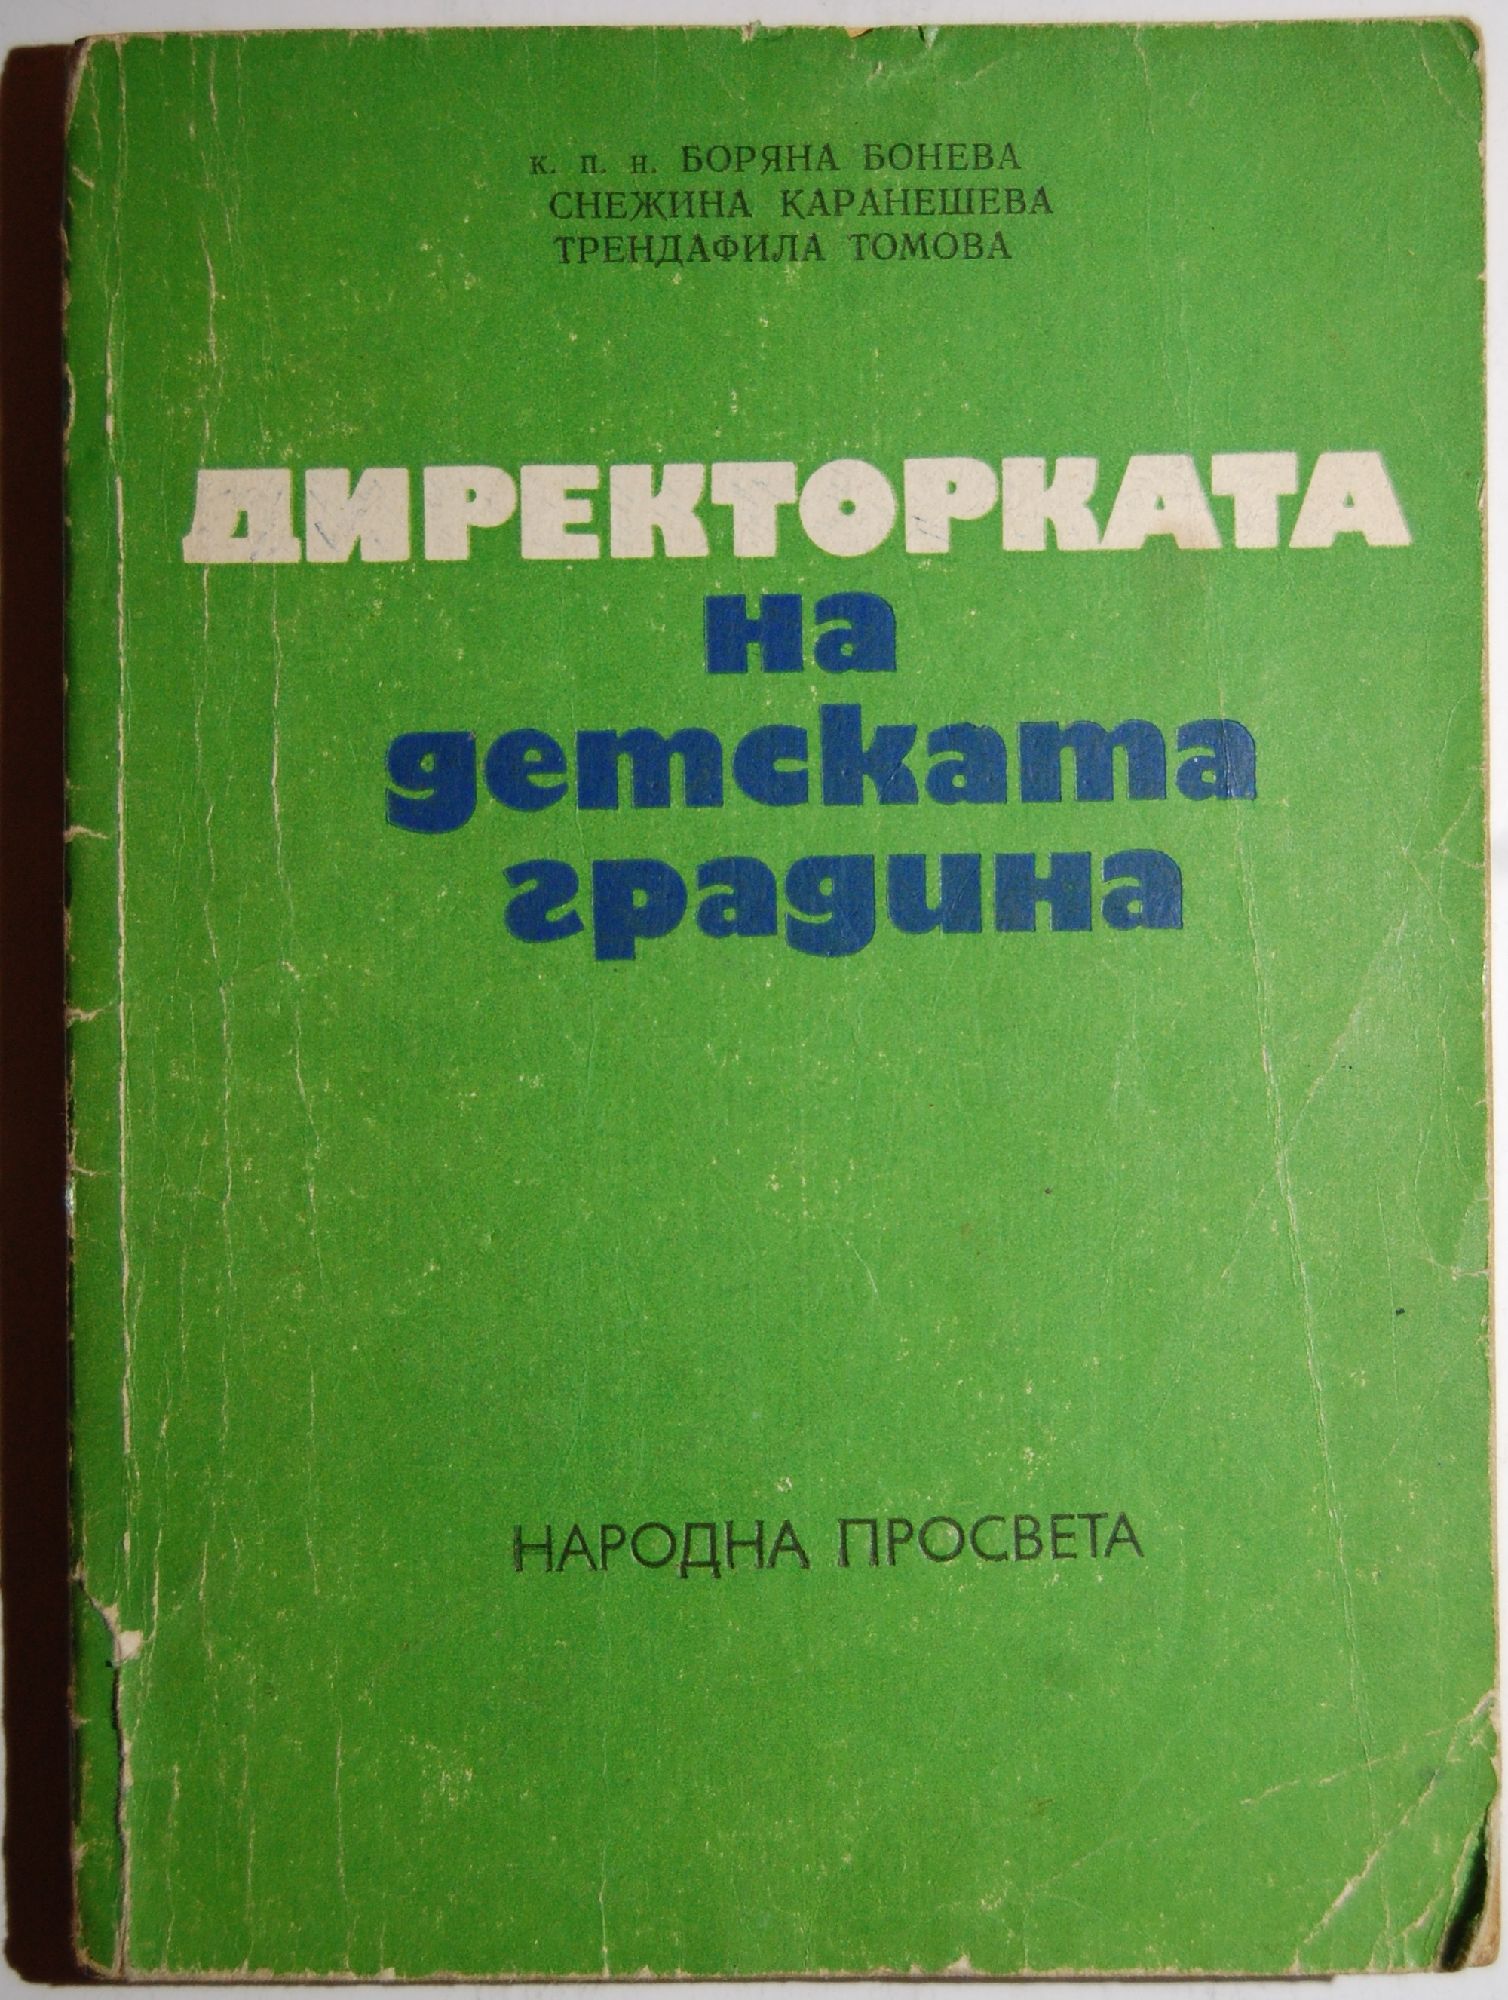 к. п. н. БОРЯНА БОНЕВА
СНЕЖИНА КАРАНЕШЕВА
ТРЕНДАФИЛА ТОМОВА
ДИРЕКТОРКАТА
на
детската
градина
НАРОДНА ПРОСВЕТА